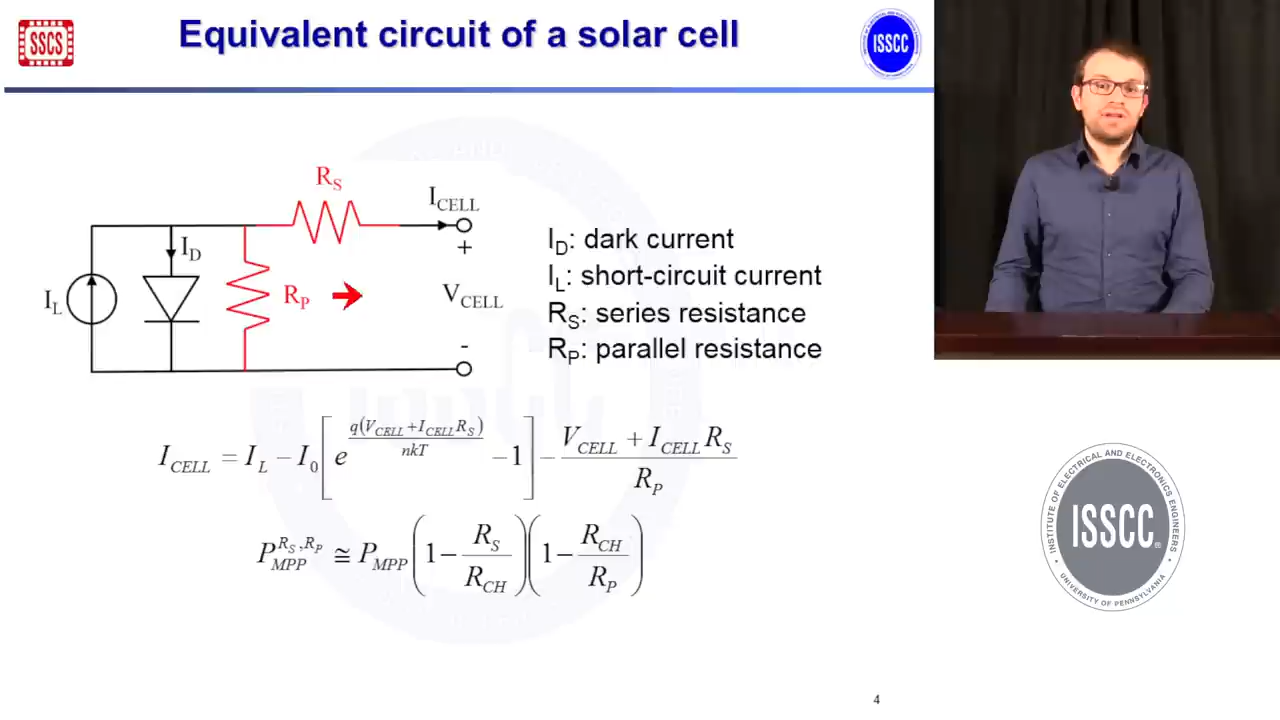 SSCS
Equivalent circuit of a solar cell
ISSCC
R_S
I_CELL
+
I_D
I_L
R_P
V_CELL
-
I_D: dark current
I_L: short-circuit current
R_S: series resistance
R_P: parallel resistance
I_CELL = I_L − I_0 [ e^(q(V_CELL + I_CELL R_S) / nkT) − 1 ] − (V_CELL + I_CELL R_S) / R_P
P_MPP^(R_S, R_P) ≅ P_MPP (1 − R_S / R_CH) (1 − R_CH / R_P)
INSTITUTE OF ELECTRICAL AND ELECTRONICS ENGINEERS
ISSCC®
UNIVERSITY OF PENNSYLVANIA
4